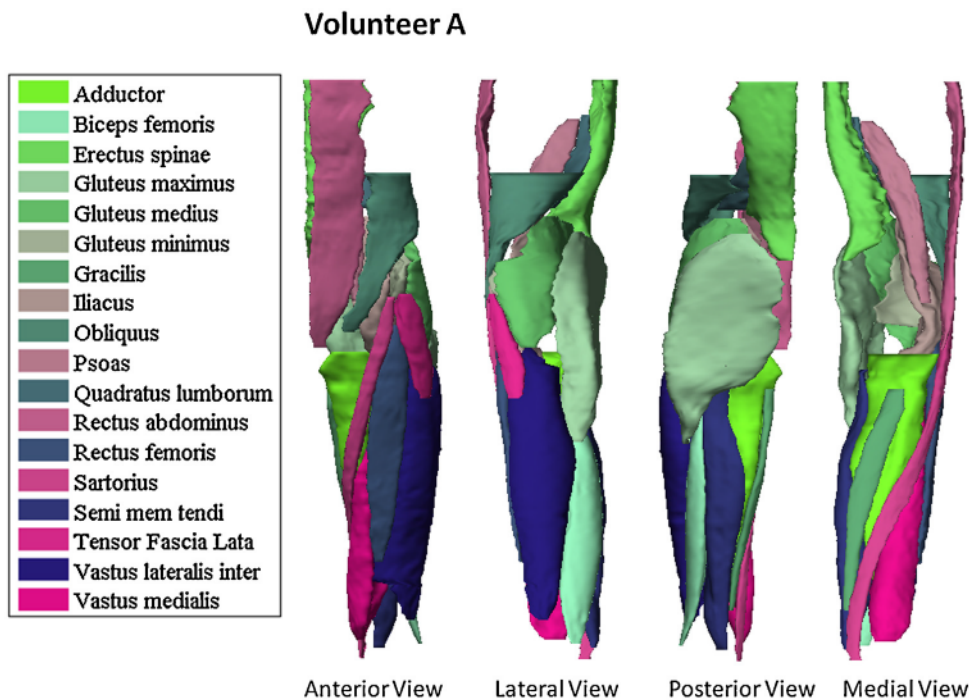 Volunteer A
Adductor
Biceps femoris
Erectus spinae
Gluteus maximus
Gluteus medius
Gluteus minimus
Gracilis
Iliacus
Obliquus
Psoas
Quadratus lumborum
Rectus abdominus
Rectus femoris
Sartorius
Semi mem tendi
Tensor Fascia Lata
Vastus lateralis inter
Vastus medialis
Anterior View Lateral View Posterior View Medial View